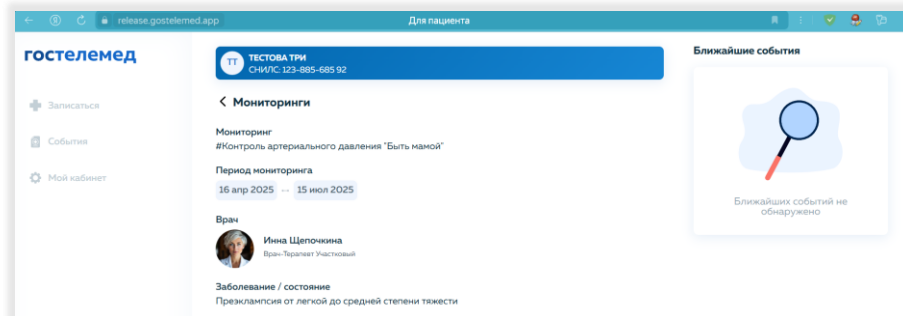 release.gostelemed.app
Для пациента
гостелемед
Записаться
События
Мой кабинет
ТТ
ТЕСТОВА ТРИ
СНИЛС: 123-885-685 92
Мониторинги
Мониторинг
#Контроль артериального давления "Быть мамой"
Период мониторинга
16 апр 2025 -- 15 июл 2025
Врач
Инна Щепочкина
Врач-Терапевт Участковый
Заболевание / состояние
Преэклампсия от легкой до средней степени тяжести
Ближайшие события
Ближайших событий не
обнаружено